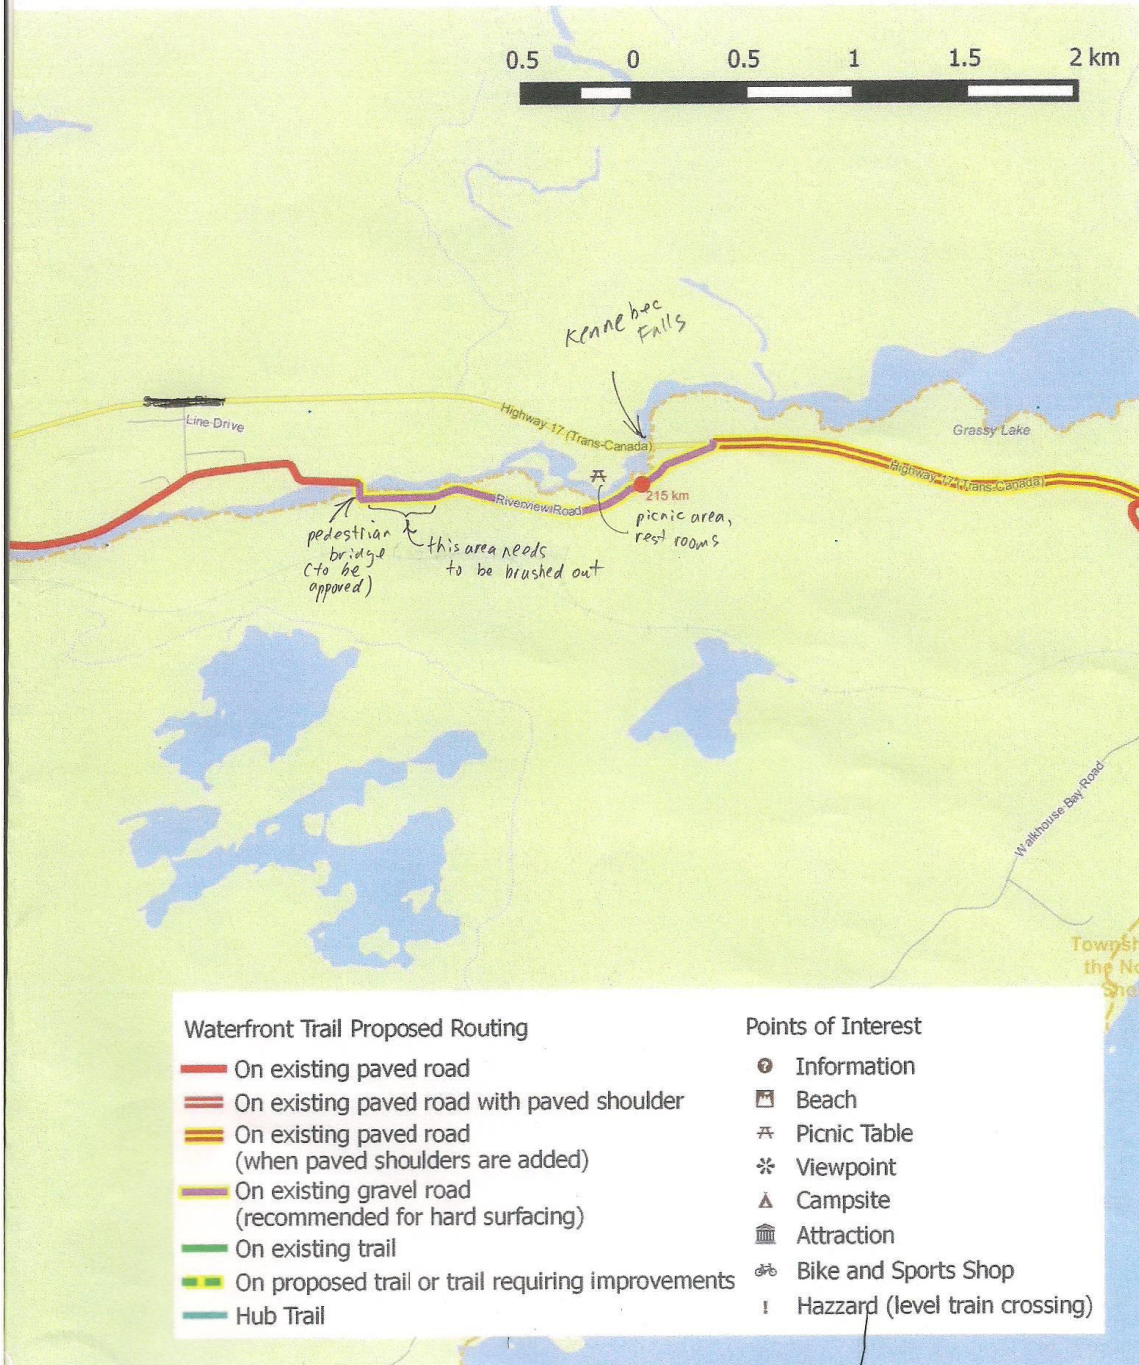 0.5 0 0.5 1 1.5 2 km
Kennebec
Falls
Line Drive
Highway 17 (Trans-Canada)
Grassy Lake
Highway 17 (Trans-Canada)
Riverview Road
215 km
picnic area,
rest rooms
pedestrian
bridge
(to be
appoved)
this area needs
to be brushed out
Walkhouse Bay Road
Townsh
the No
Sho
Waterfront Trail Proposed Routing
On existing paved road
On existing paved road with paved shoulder
On existing paved road
(when paved shoulders are added)
On existing gravel road
(recommended for hard surfacing)
On existing trail
On proposed trail or trail requiring improvements
Hub Trail
Points of Interest
Information
Beach
Picnic Table
Viewpoint
Campsite
Attraction
Bike and Sports Shop
! Hazzard (level train crossing)